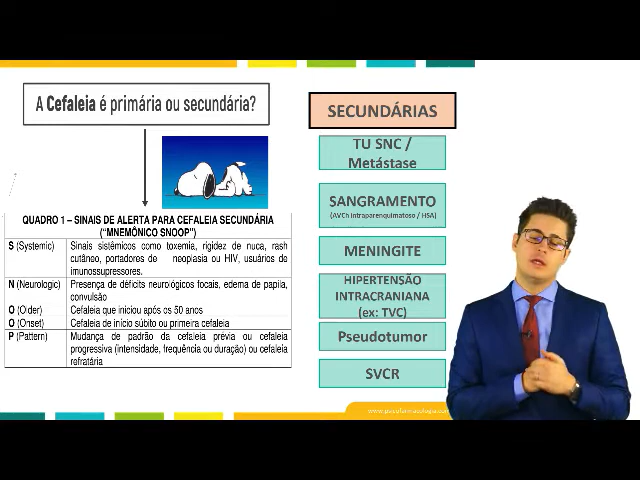 A Cefaleia é primária ou secundária?
QUADRO 1 – SINAIS DE ALERTA PARA CEFALEIA SECUNDÁRIA
("MNEMÔNICO SNOOP")
S (Systemic) Sinais sistêmicos como toxemia, rigidez de nuca, rash
cutâneo, portadores de neoplasia ou HIV, usuários de
imunossupressores.
N (Neurologic) Presença de déficits neurológicos focais, edema de papila,
convulsão
O (Older) Cefaleia que iniciou após os 50 anos
O (Onset) Cefaleia de início súbito ou primeira cefaleia
P (Pattern) Mudança de padrão da cefaleia prévia ou cefaleia
progressiva (intensidade, frequência ou duração) ou cefaleia
refratária
SECUNDÁRIAS
TU SNC /
Metástase
SANGRAMENTO
(AVCh intraparenquimatoso / HSA)
MENINGITE
HIPERTENSÃO
INTRACRANIANA
(ex: TVC)
Pseudotumor
SVCR